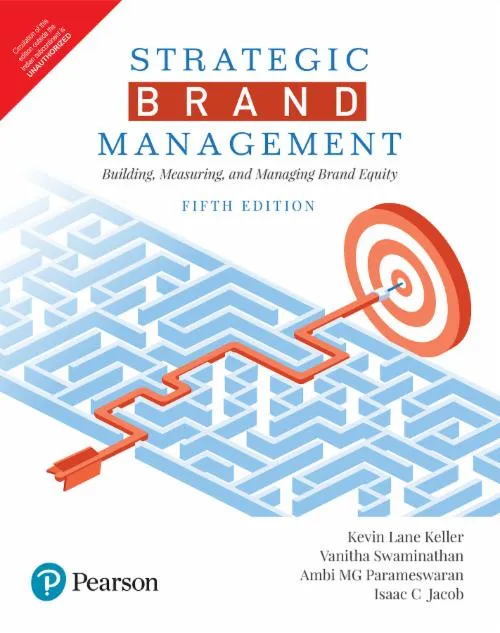 Circulation of this
edition outside the
Indian subcontinent is
UNAUTHORIZED
STRATEGIC
BRAND
MANAGEMENT
Building, Measuring, and Managing Brand Equity
FIFTH EDITION
Kevin Lane Keller
Vanitha Swaminathan
Ambi MG Parameswaran
Isaac C Jacob
P Pearson